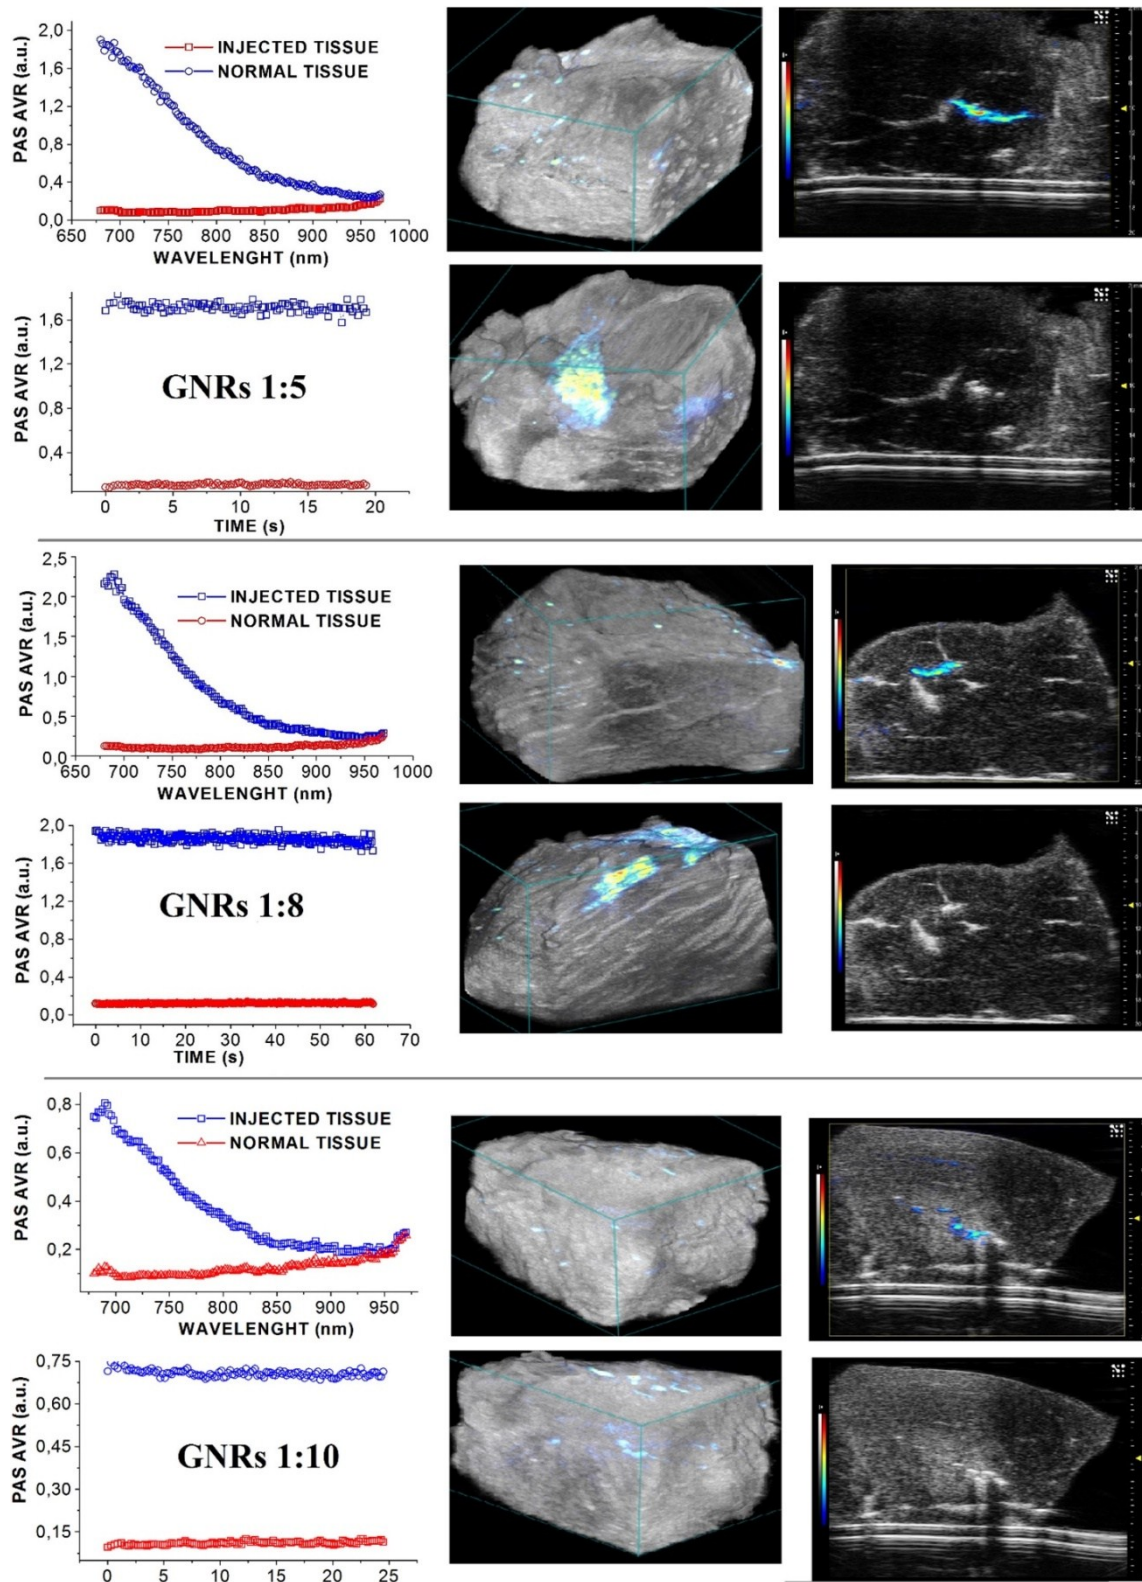 PAS AVR (a.u.)
2,0
1,6
1,2
0,8
0,4
0,0
INJECTED TISSUE
NORMAL TISSUE
650 700 750 800 850 900 950 1000
WAVELENGHT (nm)
PAS AVR (a.u.)
1,6
1,2
0,8
0,4
GNRs 1:5
0 5 10 15 20
TIME (s)
PAS AVR (a.u.)
2,5
2,0
1,5
1,0
0,5
0,0
INJECTED TISSUE
NORMAL TISSUE
650 700 750 800 850 900 950 1000
WAVELENGHT (nm)
PAS AVR (a.u.)
2,0
1,6
1,2
0,8
0,4
0,0
GNRs 1:8
0 10 20 30 40 50 60 70
TIME (s)
PAS AVR (a.u.)
0,8
0,6
0,4
0,2
INJECTED TISSUE
NORMAL TISSUE
700 750 800 850 900 950
WAVELENGHT (nm)
PAS AVR (a.u.)
0,75
0,60
0,45
0,30
0,15
GNRs 1:10
0 5 10 15 20 25